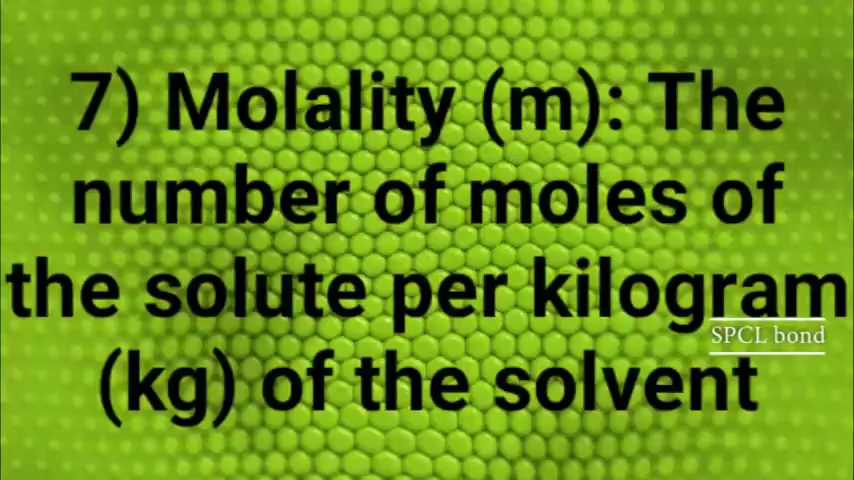 7) Molality (m): The
number of moles of
the solute per kilogram
SPCL bond
(kg) of the solvent